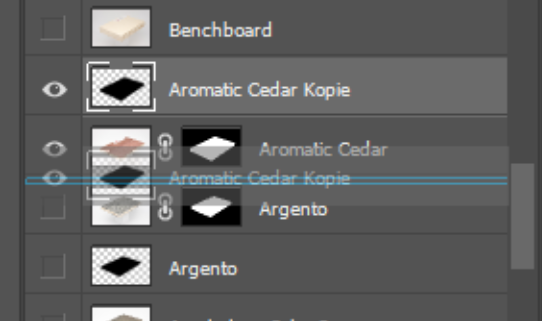 Benchboard
Aromatic Cedar Kopie
Aromatic Cedar
Aromatic Cedar Kopie
Argento
Argento